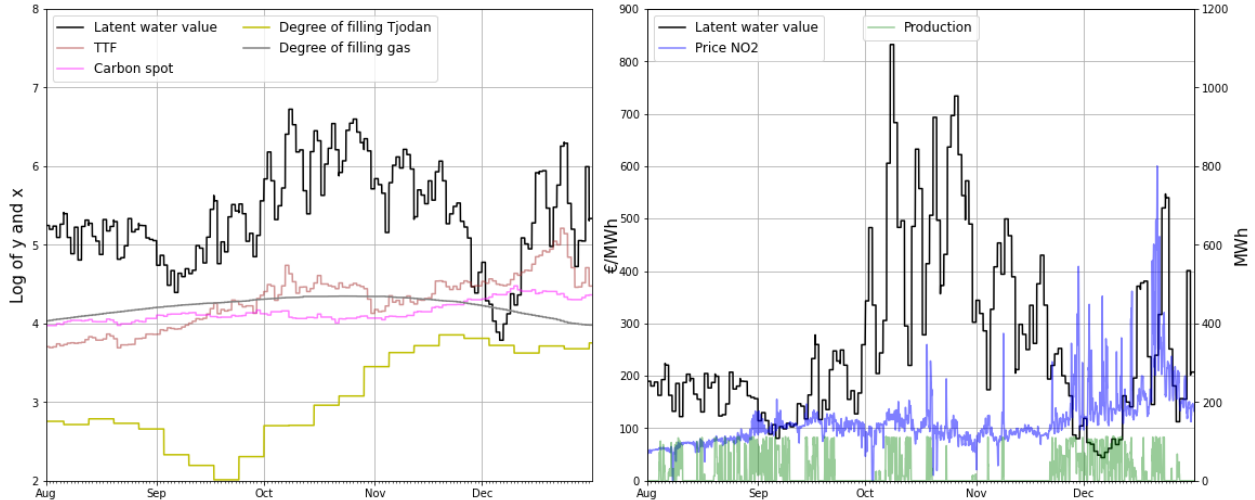 8
7
6
5
4
3
2
Log of y and x
Latent water value
TTF
Carbon spot
Degree of filling Tjodan
Degree of filling gas
Aug
Sep
Oct
Nov
Dec
900
800
700
600
500
400
300
200
100
0
€/MWh
Latent water value
Price NO2
Production
1200
1000
800
600
400
200
0
MWh
Aug
Sep
Oct
Nov
Dec